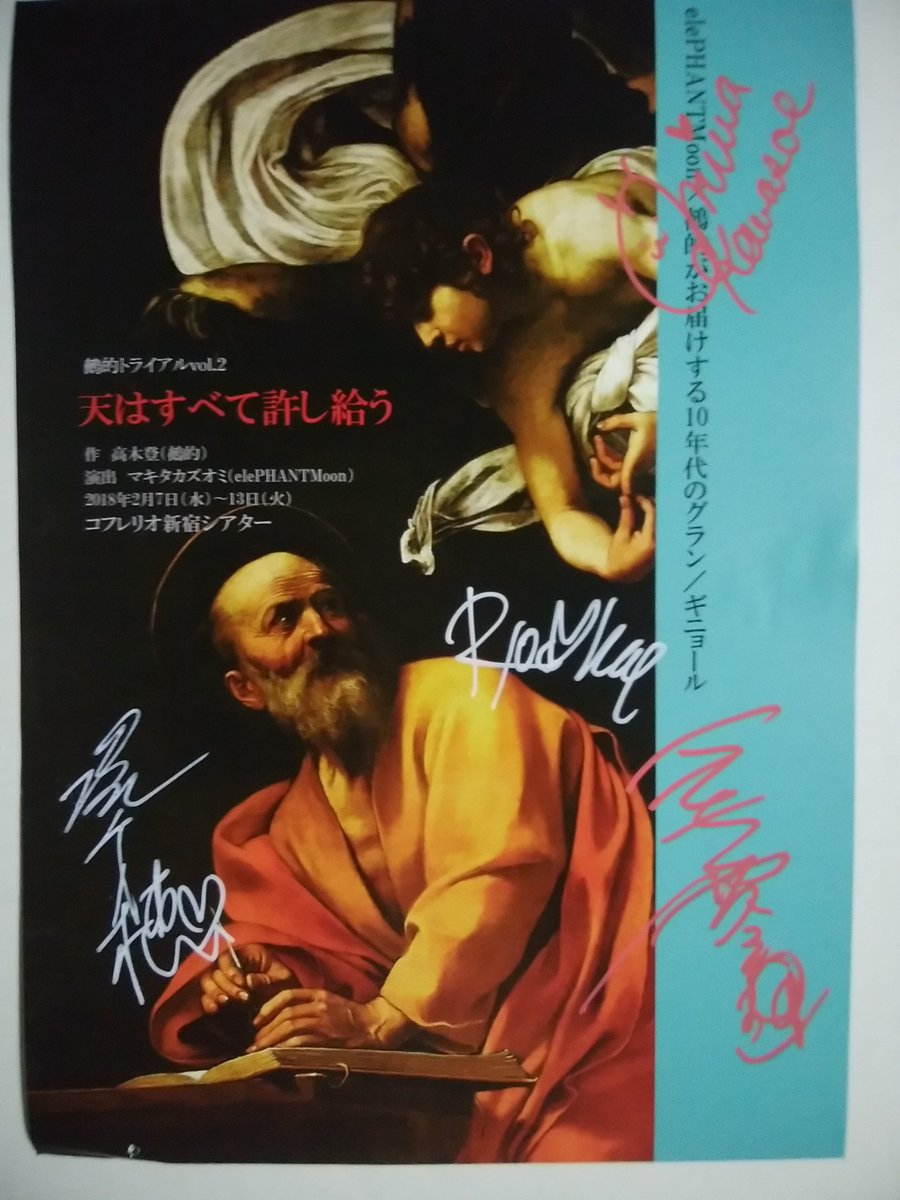 elePHANTMoon×鵺的がお届けする10年代のグラン／ギニョール
鵺的トライアルvol.2
天はすべて許し給う
作 高木登(鵺的)
演出 マキタカズオミ(elePHANTMoon)
2018年2月7日(水)～13日(火)
コフレリオ新宿シアター
Kawasoe